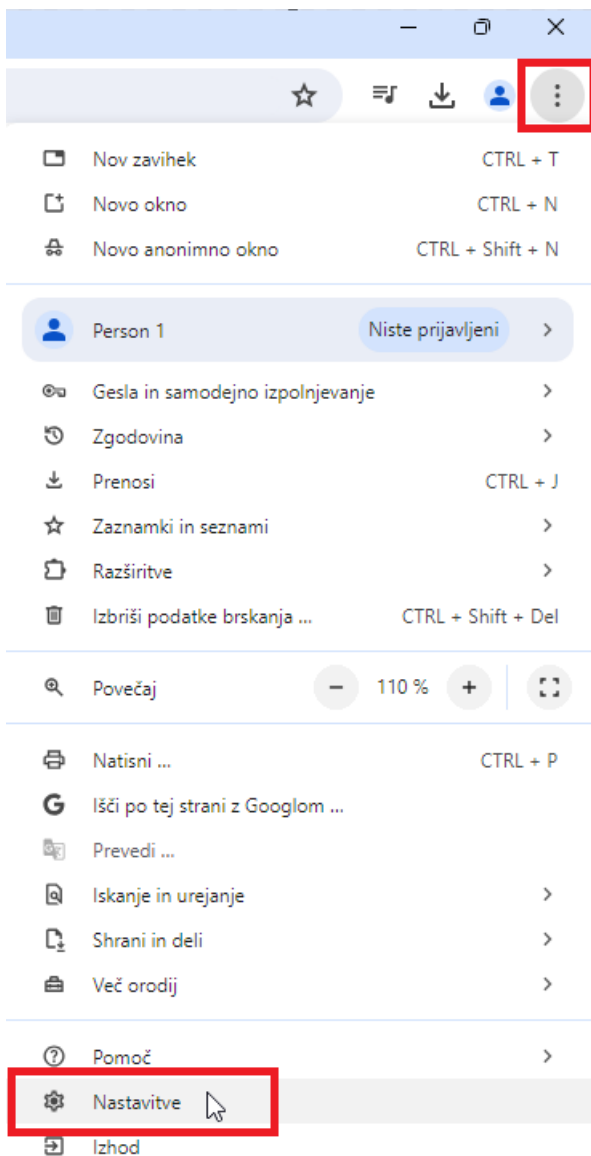 Nov zavihek CTRL + T
Novo okno CTRL + N
Novo anonimno okno CTRL + Shift + N
Person 1 Niste prijavljeni
Gesla in samodejno izpolnjevanje
Zgodovina
Prenosi CTRL + J
Zaznamki in seznami
Razširitve
Izbriši podatke brskanja ... CTRL + Shift + Del
Povečaj − 110 % +
Natisni ... CTRL + P
Išči po tej strani z Googlom ...
Prevedi ...
Iskanje in urejanje
Shrani in deli
Več orodij
Pomoč
Nastavitve
Izhod